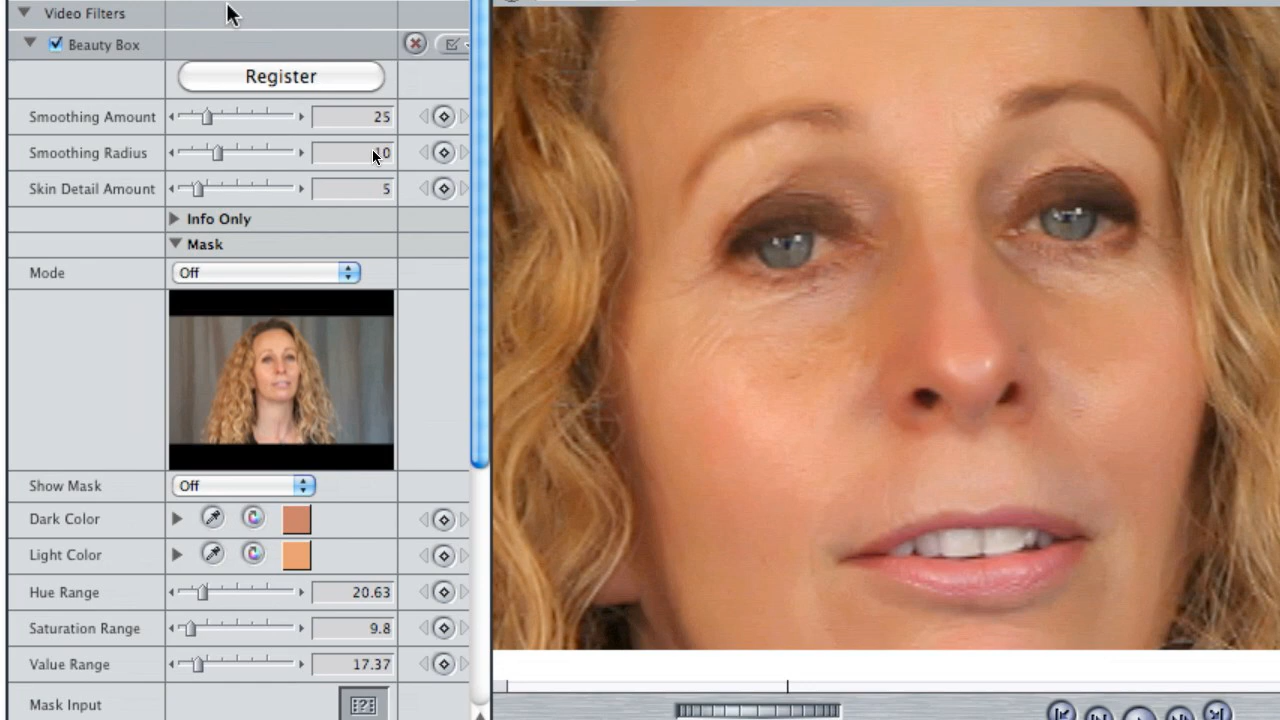 Video Filters
Beauty Box
Register
Smoothing Amount 25
Smoothing Radius 10
Skin Detail Amount 5
Info Only
Mask
Mode Off
Show Mask Off
Dark Color
Light Color
Hue Range 20.63
Saturation Range 9.8
Value Range 17.37
Mask Input ?